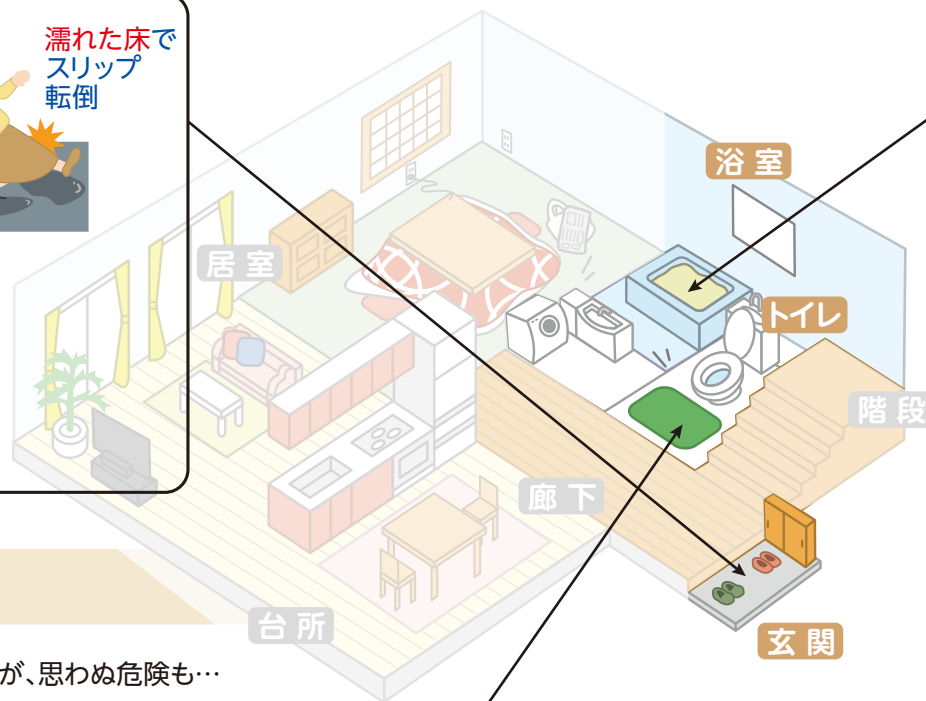 濡れた床で
スリップ
転倒
浴室
居室
トイレ
階段
廊下
台所
玄関
が、思わぬ危険も…